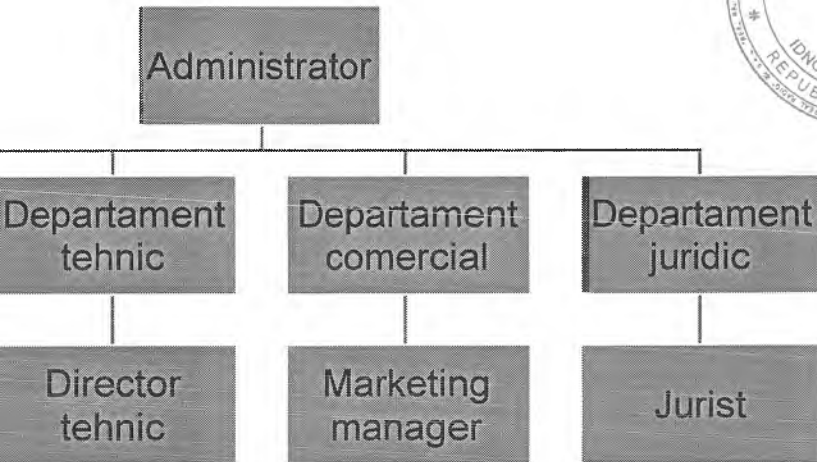 Administrator
Departament
tehnic
Departament
comercial
Departament
juridic
Director
tehnic
Marketing
manager
Jurist